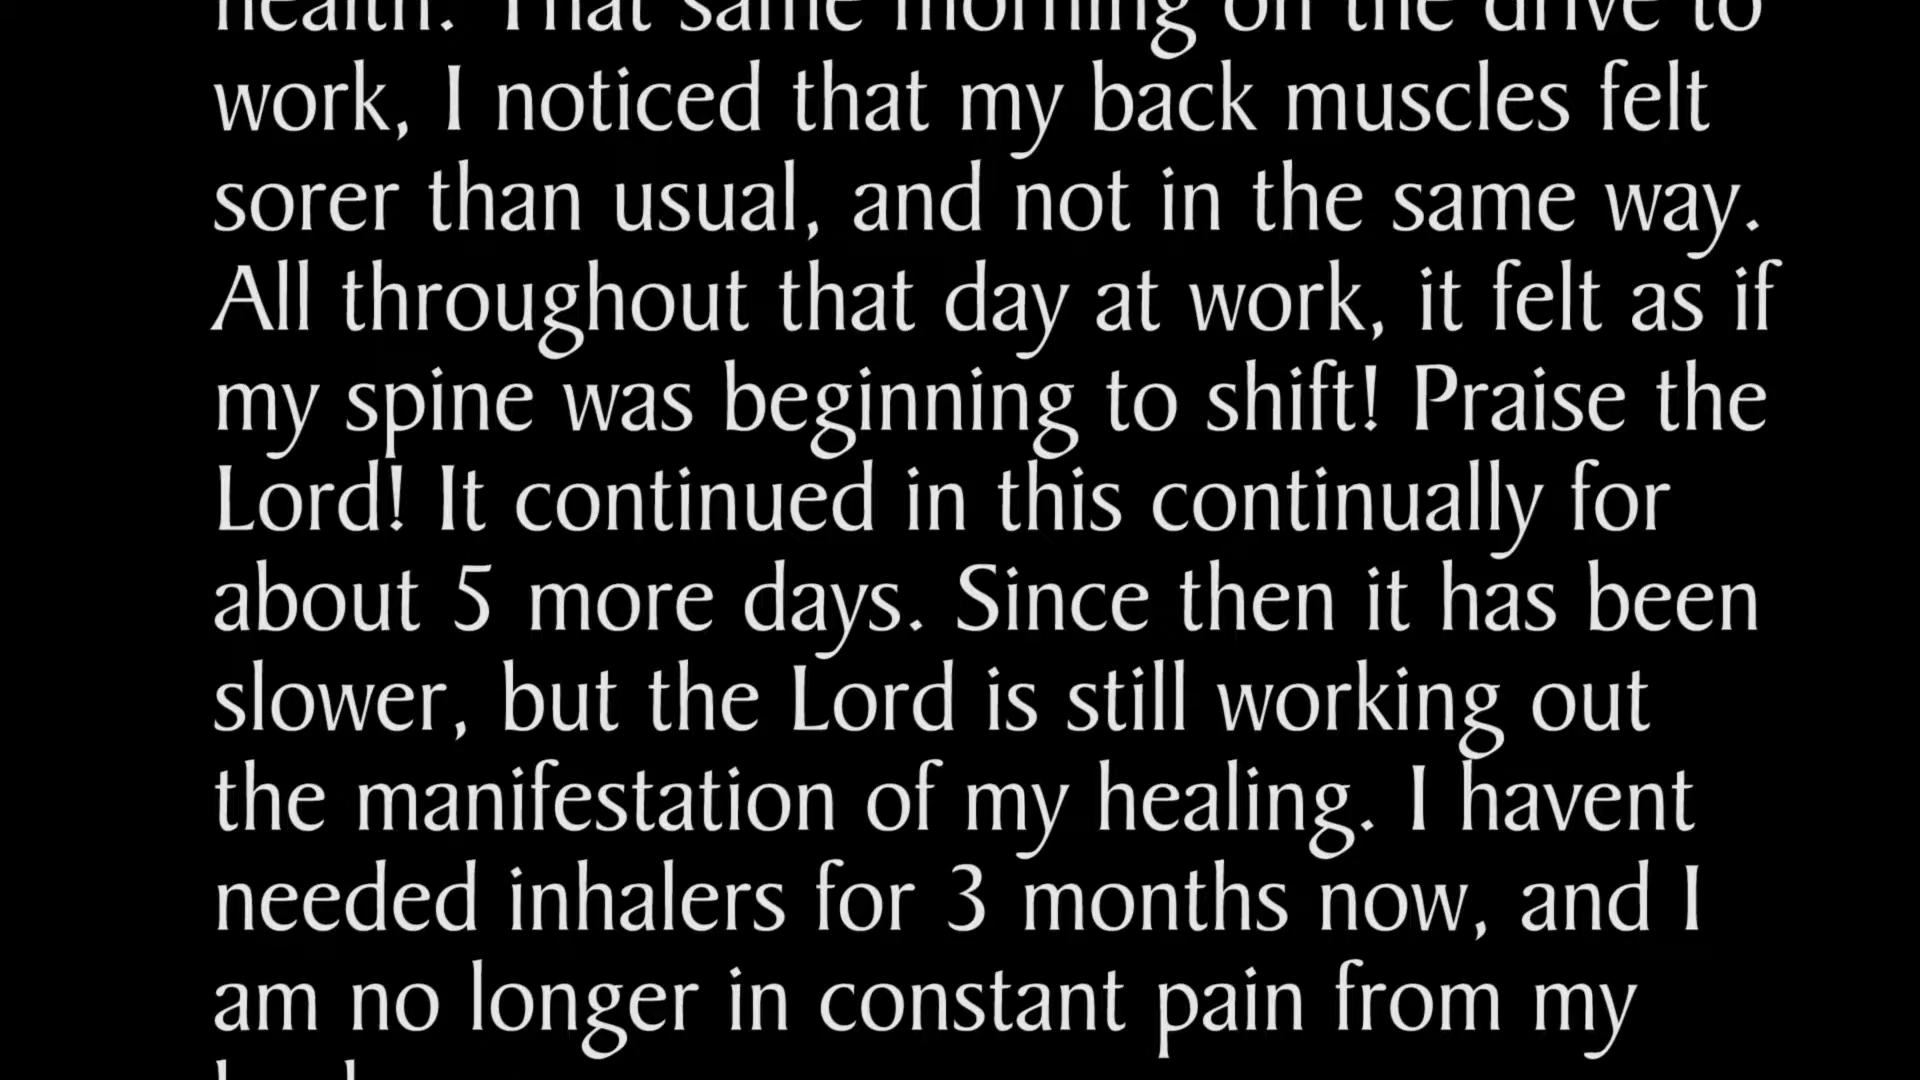 health. That same morning on the drive to
work, I noticed that my back muscles felt
sorer than usual, and not in the same way.
All throughout that day at work, it felt as if
my spine was beginning to shift! Praise the
Lord! It continued in this continually for
about 5 more days. Since then it has been
slower, but the Lord is still working out
the manifestation of my healing. I havent
needed inhalers for 3 months now, and I
am no longer in constant pain from my